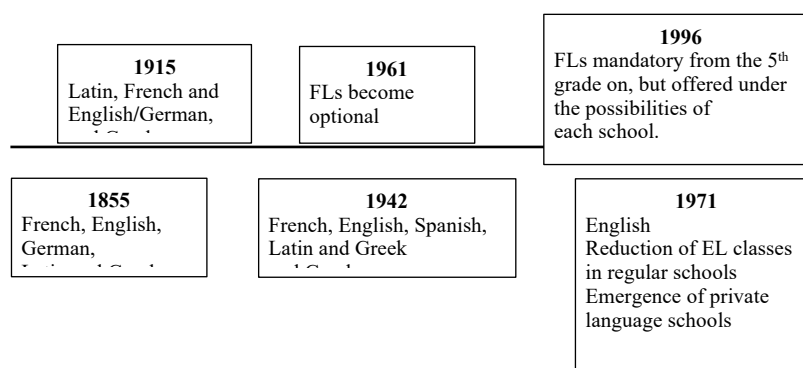 1915
Latin, French and
English/German,
1961
FLs become
optional
1996
FLs mandatory from the 5th
grade on, but offered under
the possibilities of
each school.
1855
French, English,
German,
1942
French, English, Spanish,
Latin and Greek
1971
English
Reduction of EL classes
in regular schools
Emergence of private
language schools